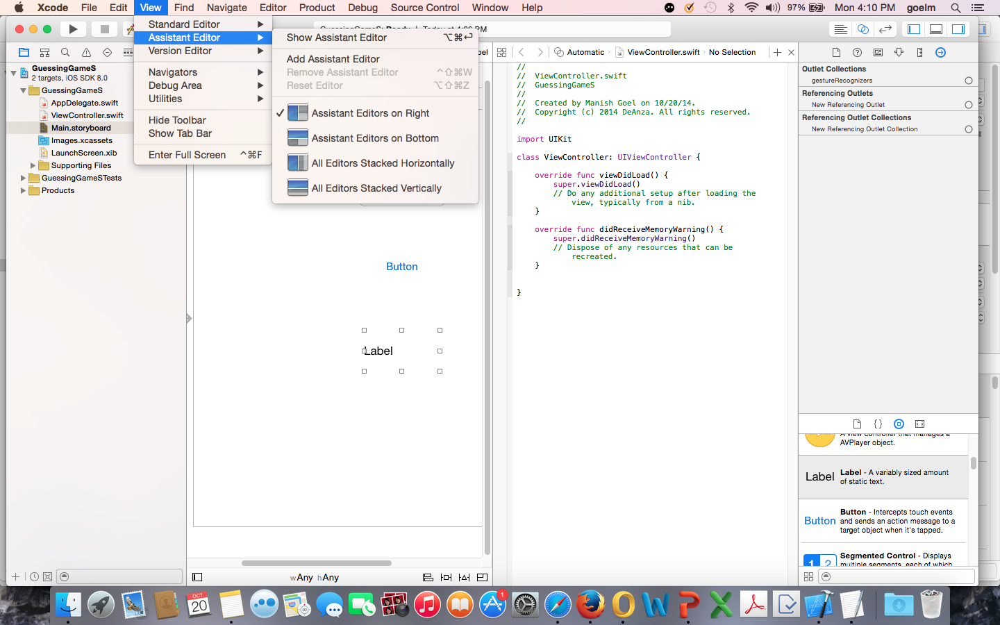 Xcode File Edit View Find Navigate Editor Product Debug Source Control Window Help 97% Mon 4:10 PM goelm
Standard Editor
Assistant Editor
Version Editor
Navigators
Debug Area
Utilities
Hide Toolbar
Show Tab Bar
Enter Full Screen ^⌘F
Show Assistant Editor ⌥⌘↩
Add Assistant Editor
Remove Assistant Editor ^⇧⌘W
Reset Editor ⌥⇧⌘Z
✓ Assistant Editors on Right
Assistant Editors on Bottom
All Editors Stacked Horizontally
All Editors Stacked Vertically
GuessingGameS
2 targets, iOS SDK 8.0
GuessingGameS
AppDelegate.swift
ViewController.swift
Main.storyboard
Images.xcassets
LaunchScreen.xib
Supporting Files
GuessingGameSTests
Products
Button
Label
wAny hAny
Automatic › ViewController.swift › No Selection
//
// ViewController.swift
// GuessingGameS
//
// Created by Manish Goel on 10/20/14.
// Copyright (c) 2014 DeAnza. All rights reserved.
//
import UIKit
class ViewController: UIViewController {
override func viewDidLoad() {
super.viewDidLoad()
// Do any additional setup after loading the
view, typically from a nib.
}
override func didReceiveMemoryWarning() {
super.didReceiveMemoryWarning()
// Dispose of any resources that can be
recreated.
}
}
Outlet Collections
gestureRecognizers
Referencing Outlets
New Referencing Outlet
Referencing Outlet Collections
New Referencing Outlet Collection
{}
A view controller that manages a
AVPlayer object.
Label Label - A variably sized amount
of static text.
Button Button - Intercepts touch events
and sends an action message to a
target object when it's tapped.
1 2 Segmented Control - Displays
multiple segments, each of which
OCT
20
1